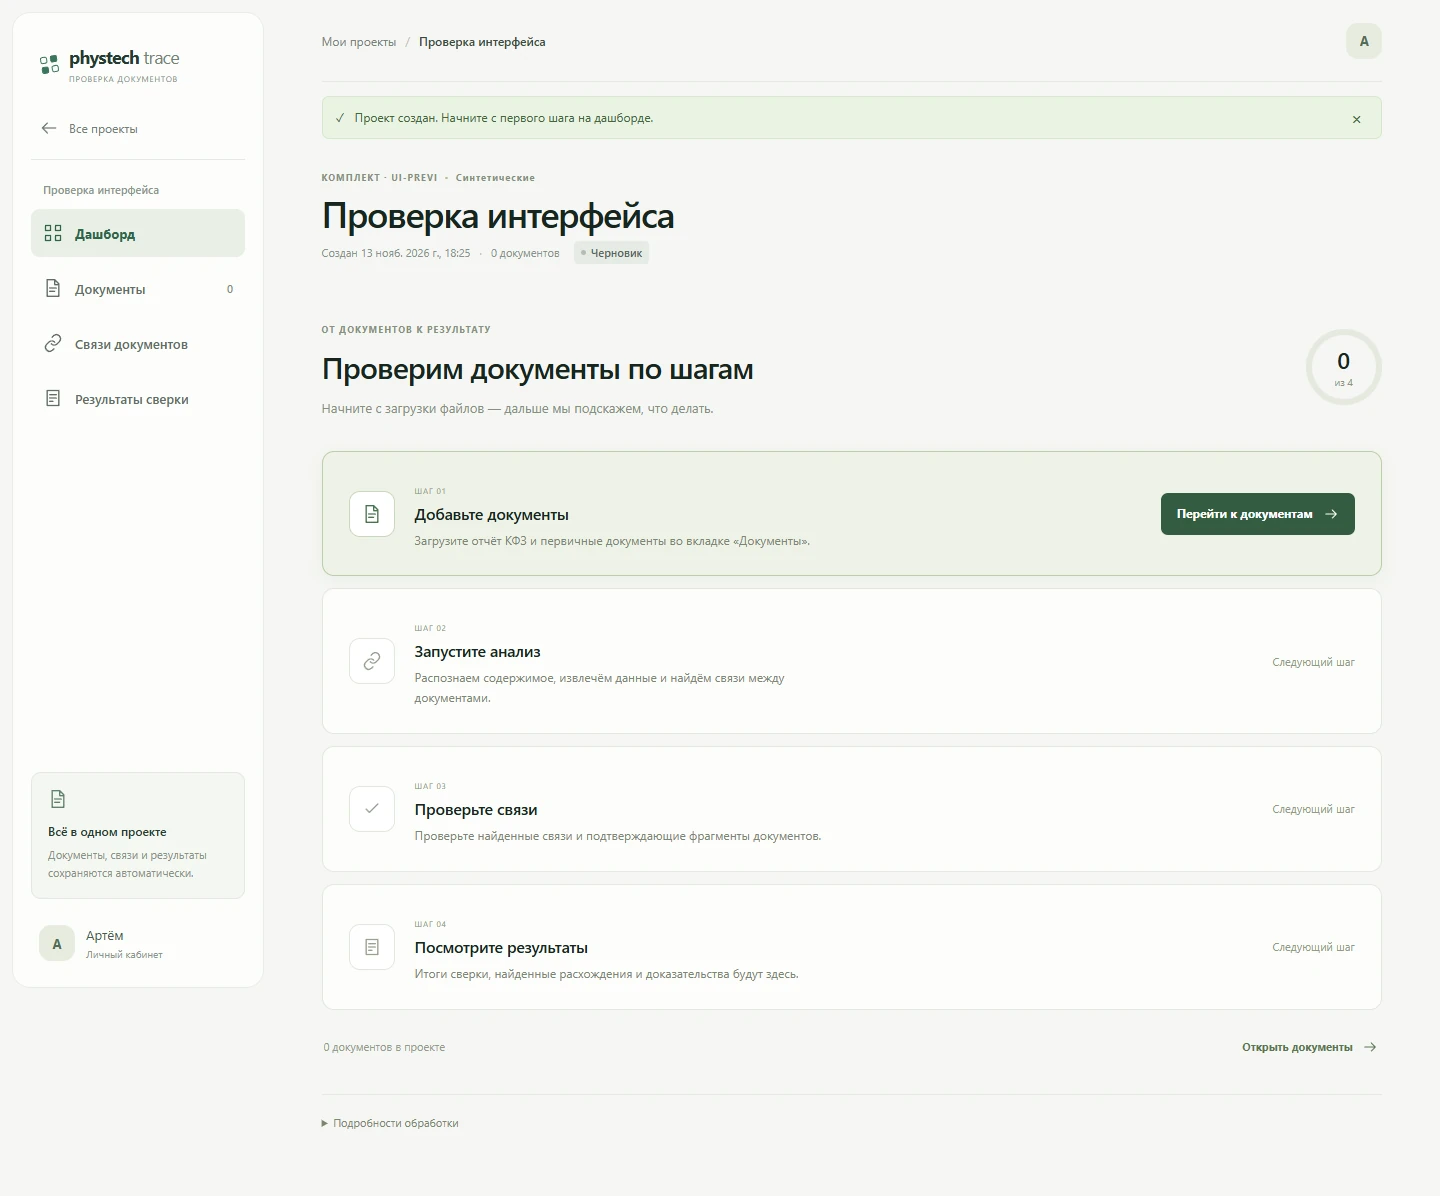 phystech trace
ПРОВЕРКА ДОКУМЕНТОВ
Все проекты
Проверка интерфейса
Дашборд
Документы 0
Связи документов
Результаты сверки
Всё в одном проекте
Документы, связи и результаты
сохраняются автоматически.
А Артём
Личный кабинет
Мои проекты / Проверка интерфейса
А
✓ Проект создан. Начните с первого шага на дашборде. ×
КОМПЛЕКТ · UI-PREVI · Синтетические
Проверка интерфейса
Создан 13 нояб. 2026 г., 18:25 · 0 документов Черновик
ОТ ДОКУМЕНТОВ К РЕЗУЛЬТАТУ
Проверим документы по шагам
Начните с загрузки файлов — дальше мы подскажем, что делать.
0
из 4
ШАГ 01
Добавьте документы
Загрузите отчёт КФЗ и первичные документы во вкладке «Документы».
Перейти к документам →
ШАГ 02
Запустите анализ
Распознаем содержимое, извлечём данные и найдём связи между
документами.
Следующий шаг
ШАГ 03
Проверьте связи
Проверьте найденные связи и подтверждающие фрагменты документов.
Следующий шаг
ШАГ 04
Посмотрите результаты
Итоги сверки, найденные расхождения и доказательства будут здесь.
Следующий шаг
0 документов в проекте
Открыть документы →
Подробности обработки